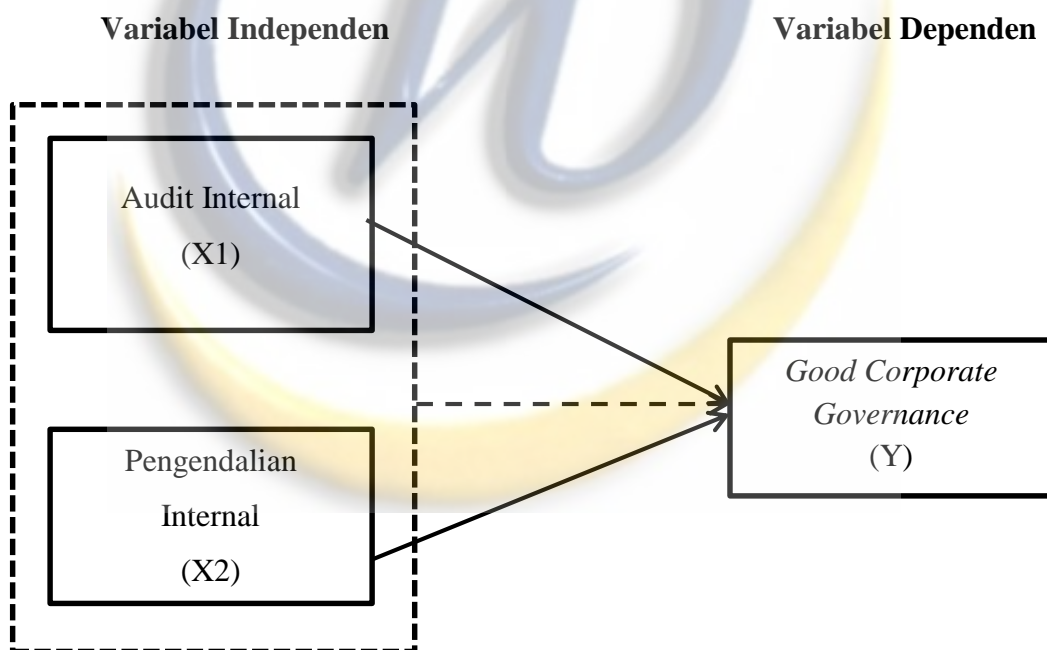 Variabel Independen
Variabel Dependen
Audit Internal
(X1)
Good Corporate
Governance
(Y)
Pengendalian
Internal
(X2)